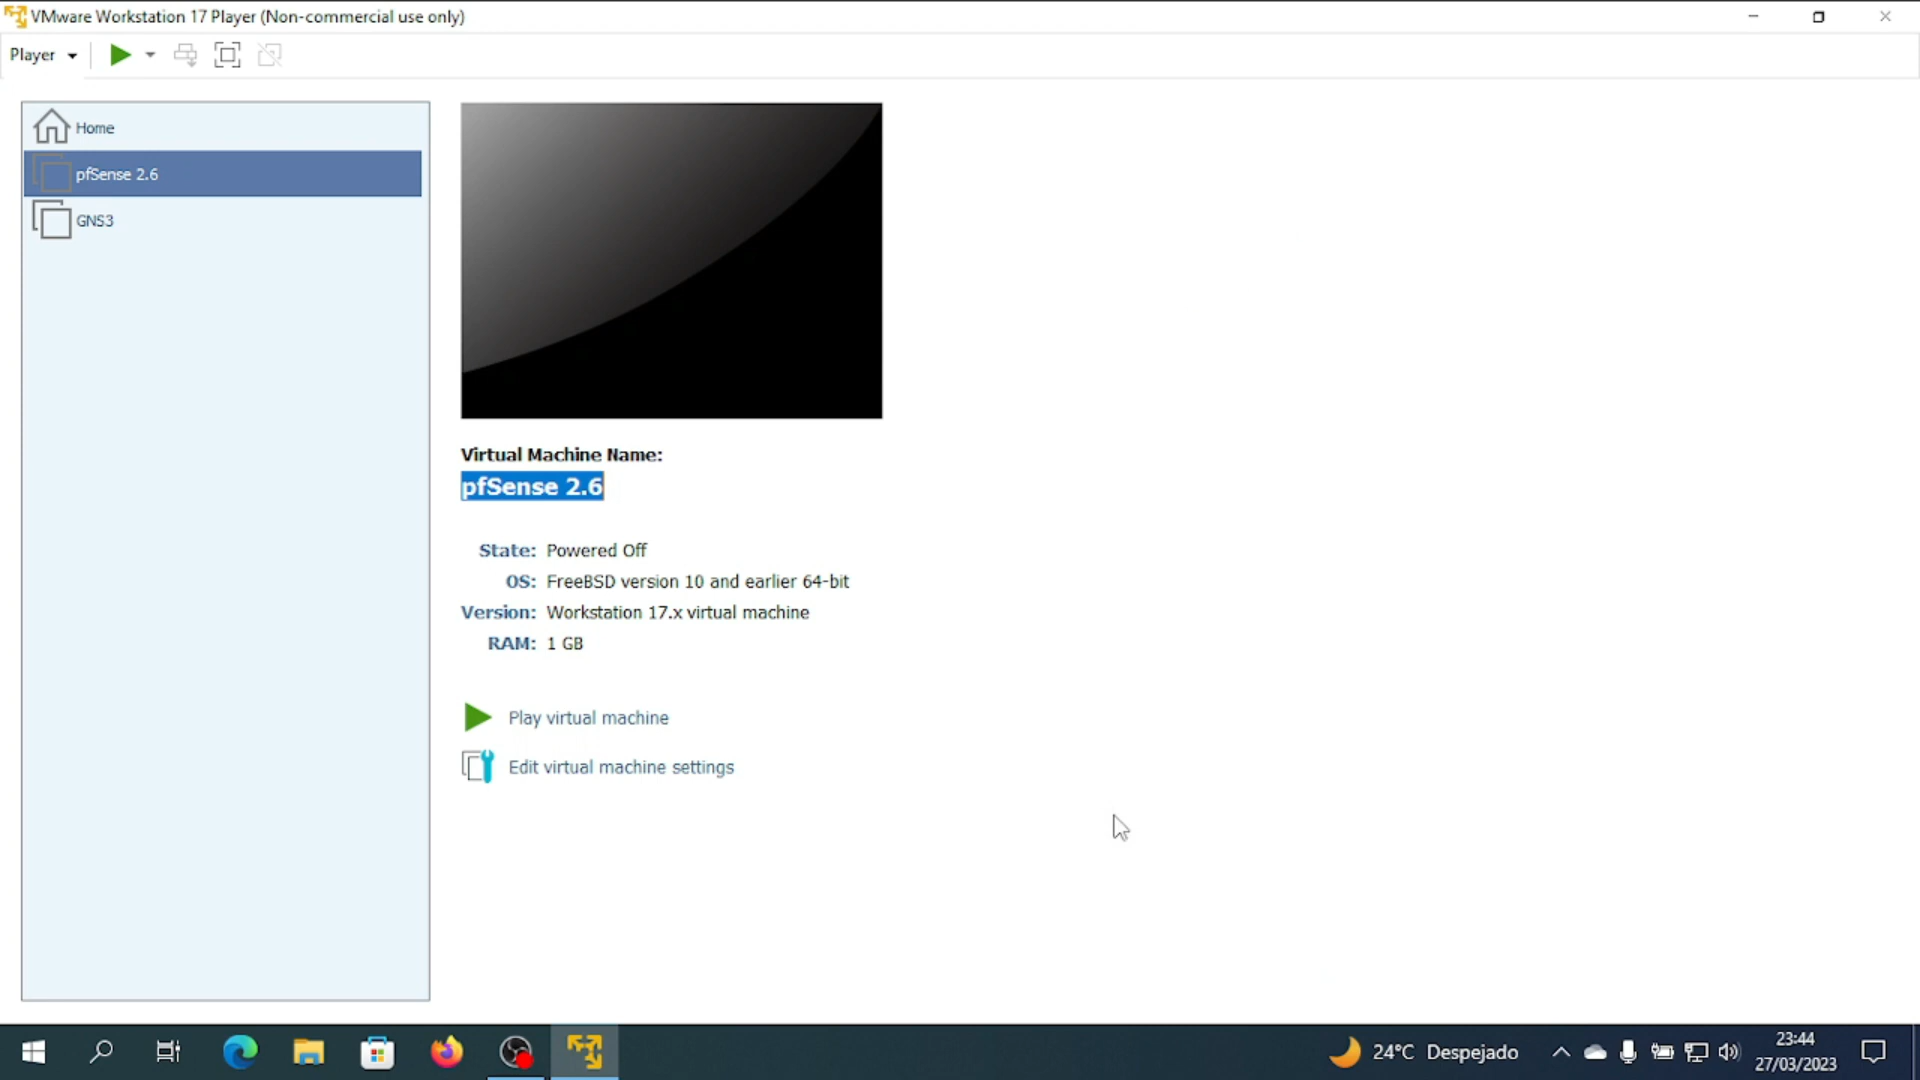 VMware Workstation 17 Player (Non-commercial use only)
Player
Home
pfSense 2.6
GNS3
Virtual Machine Name:
pfSense 2.6
State: Powered Off
OS: FreeBSD version 10 and earlier 64-bit
Version: Workstation 17.x virtual machine
RAM: 1 GB
Play virtual machine
Edit virtual machine settings
24°C Despejado
23:44
27/03/2023